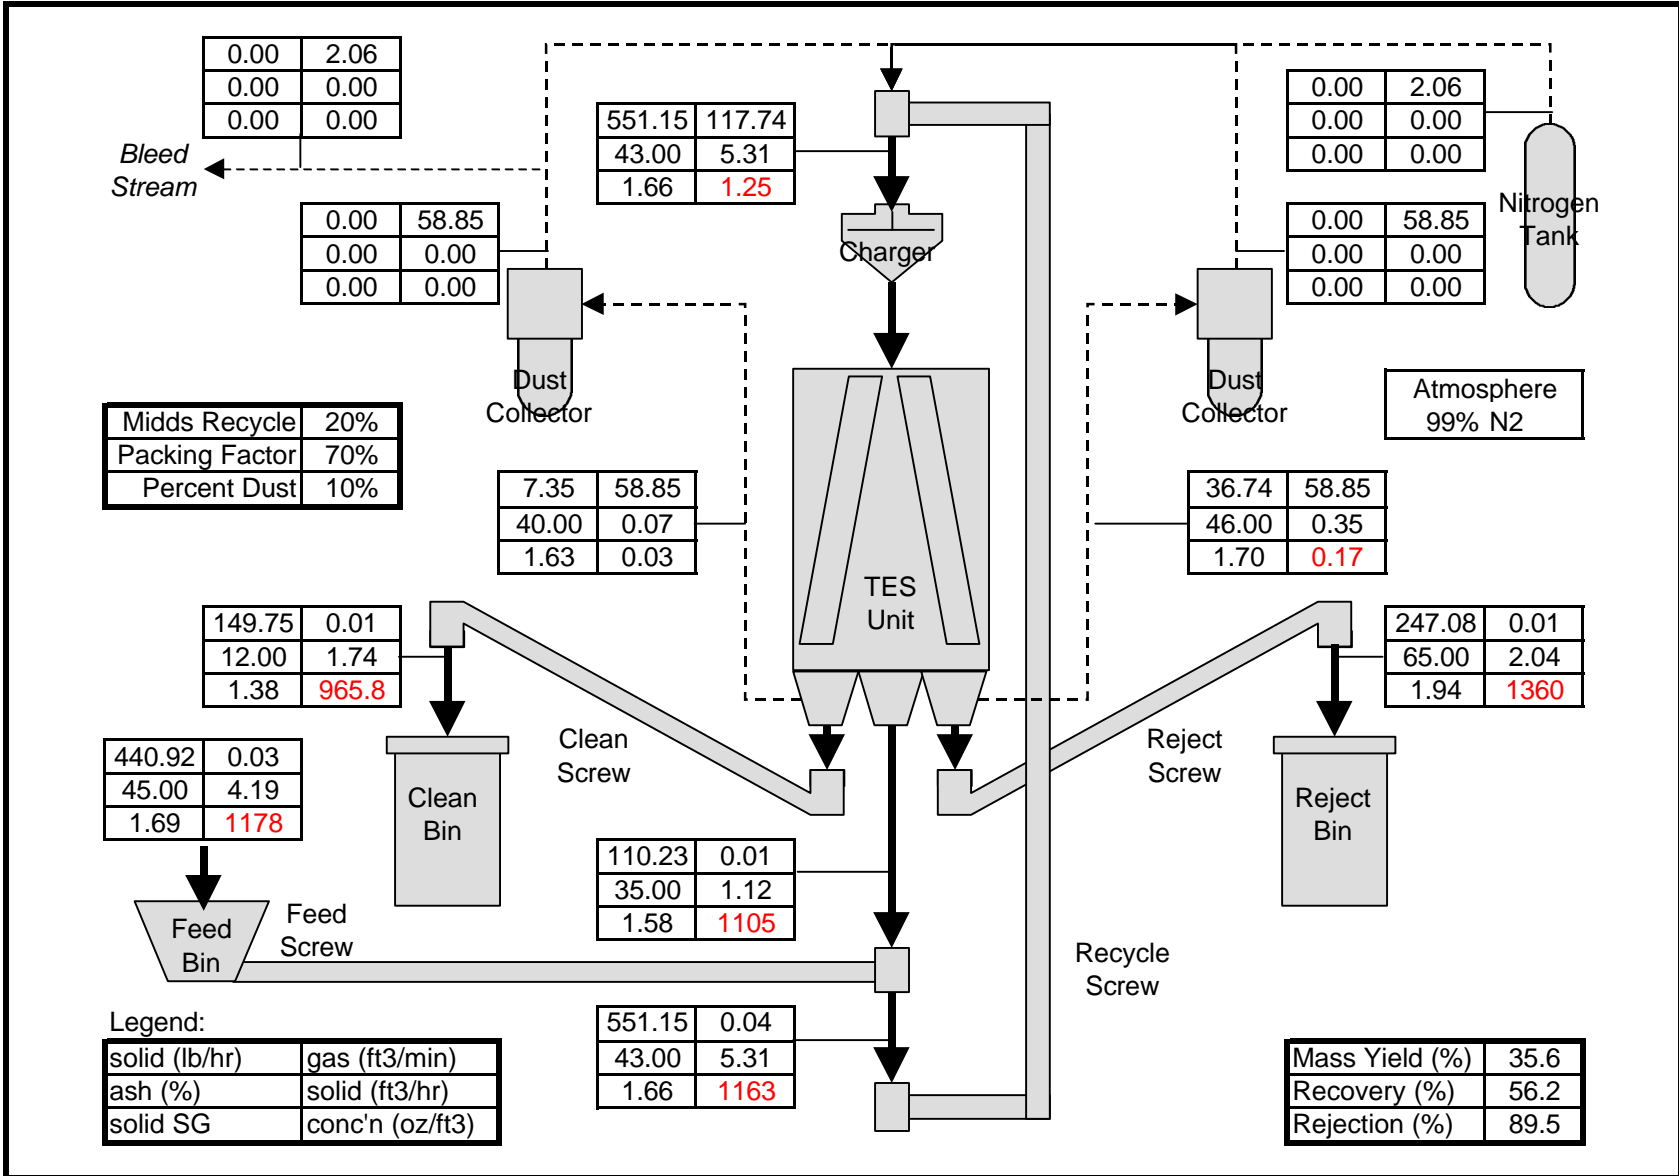 0.00 2.06
0.00 0.00
0.00 0.00
Bleed
Stream
0.00 58.85
0.00 0.00
0.00 0.00
551.15 117.74
43.00 5.31
1.66 1.25
Charger
0.00 2.06
0.00 0.00
0.00 0.00
Nitrogen
Tank
0.00 58.85
0.00 0.00
0.00 0.00
Dust
Collector
Dust
Collector
Atmosphere
99% N2
Midds Recycle 20%
Packing Factor 70%
Percent Dust 10%
7.35 58.85
40.00 0.07
1.63 0.03
36.74 58.85
46.00 0.35
1.70 0.17
TES
Unit
149.75 0.01
12.00 1.74
1.38 965.8
247.08 0.01
65.00 2.04
1.94 1360
Clean
Screw
Reject
Screw
440.92 0.03
45.00 4.19
1.69 1178
Clean
Bin
Reject
Bin
110.23 0.01
35.00 1.12
1.58 1105
Feed
Bin
Feed
Screw
Recycle
Screw
551.15 0.04
43.00 5.31
1.66 1163
Legend:
solid (lb/hr) gas (ft3/min)
ash (%) solid (ft3/hr)
solid SG conc'n (oz/ft3)
Mass Yield (%) 35.6
Recovery (%) 56.2
Rejection (%) 89.5